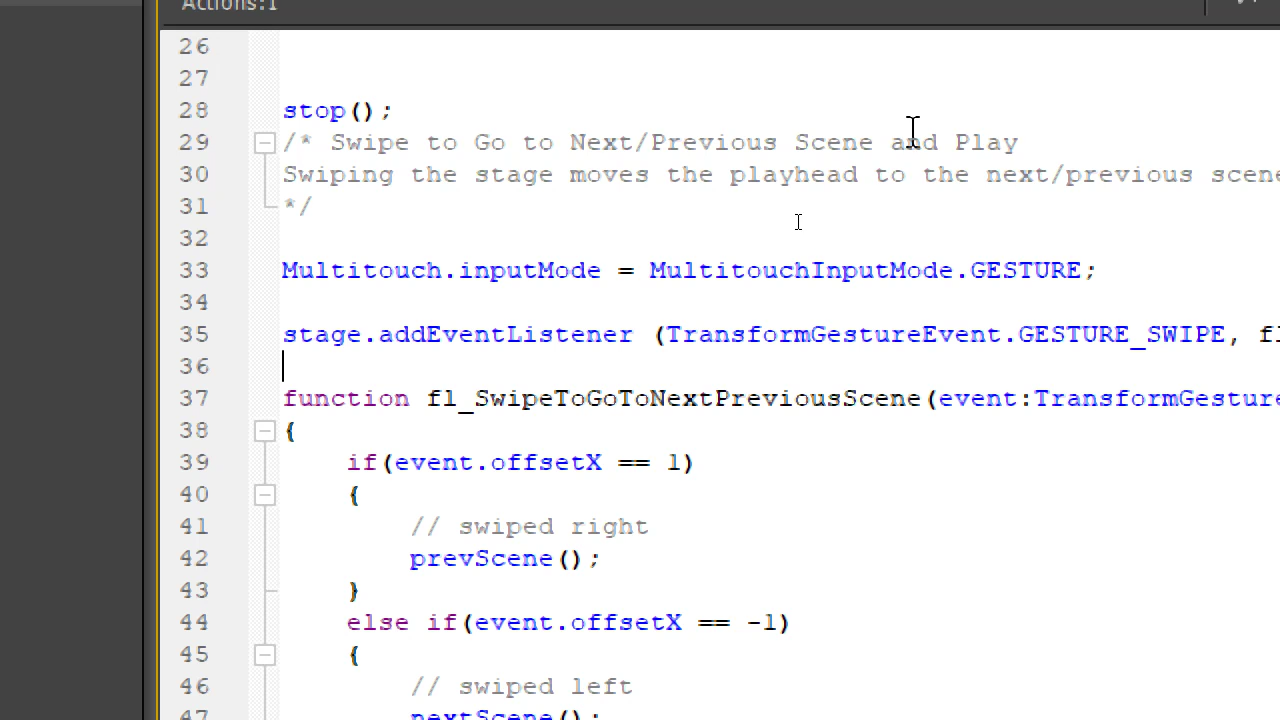 Actions:1
26
27
28 stop();
29 /* Swipe to Go to Next/Previous Scene and Play
30 Swiping the stage moves the playhead to the next/previous scene
31 */
32
33 Multitouch.inputMode = MultitouchInputMode.GESTURE;
34
35 stage.addEventListener (TransformGestureEvent.GESTURE_SWIPE, fl
36
37 function fl_SwipeToGoToNextPreviousScene(event:TransformGesture
38 {
39 if(event.offsetX == 1)
40 {
41 // swiped right
42 prevScene();
43 }
44 else if(event.offsetX == -1)
45 {
46 // swiped left
47 nextScene();